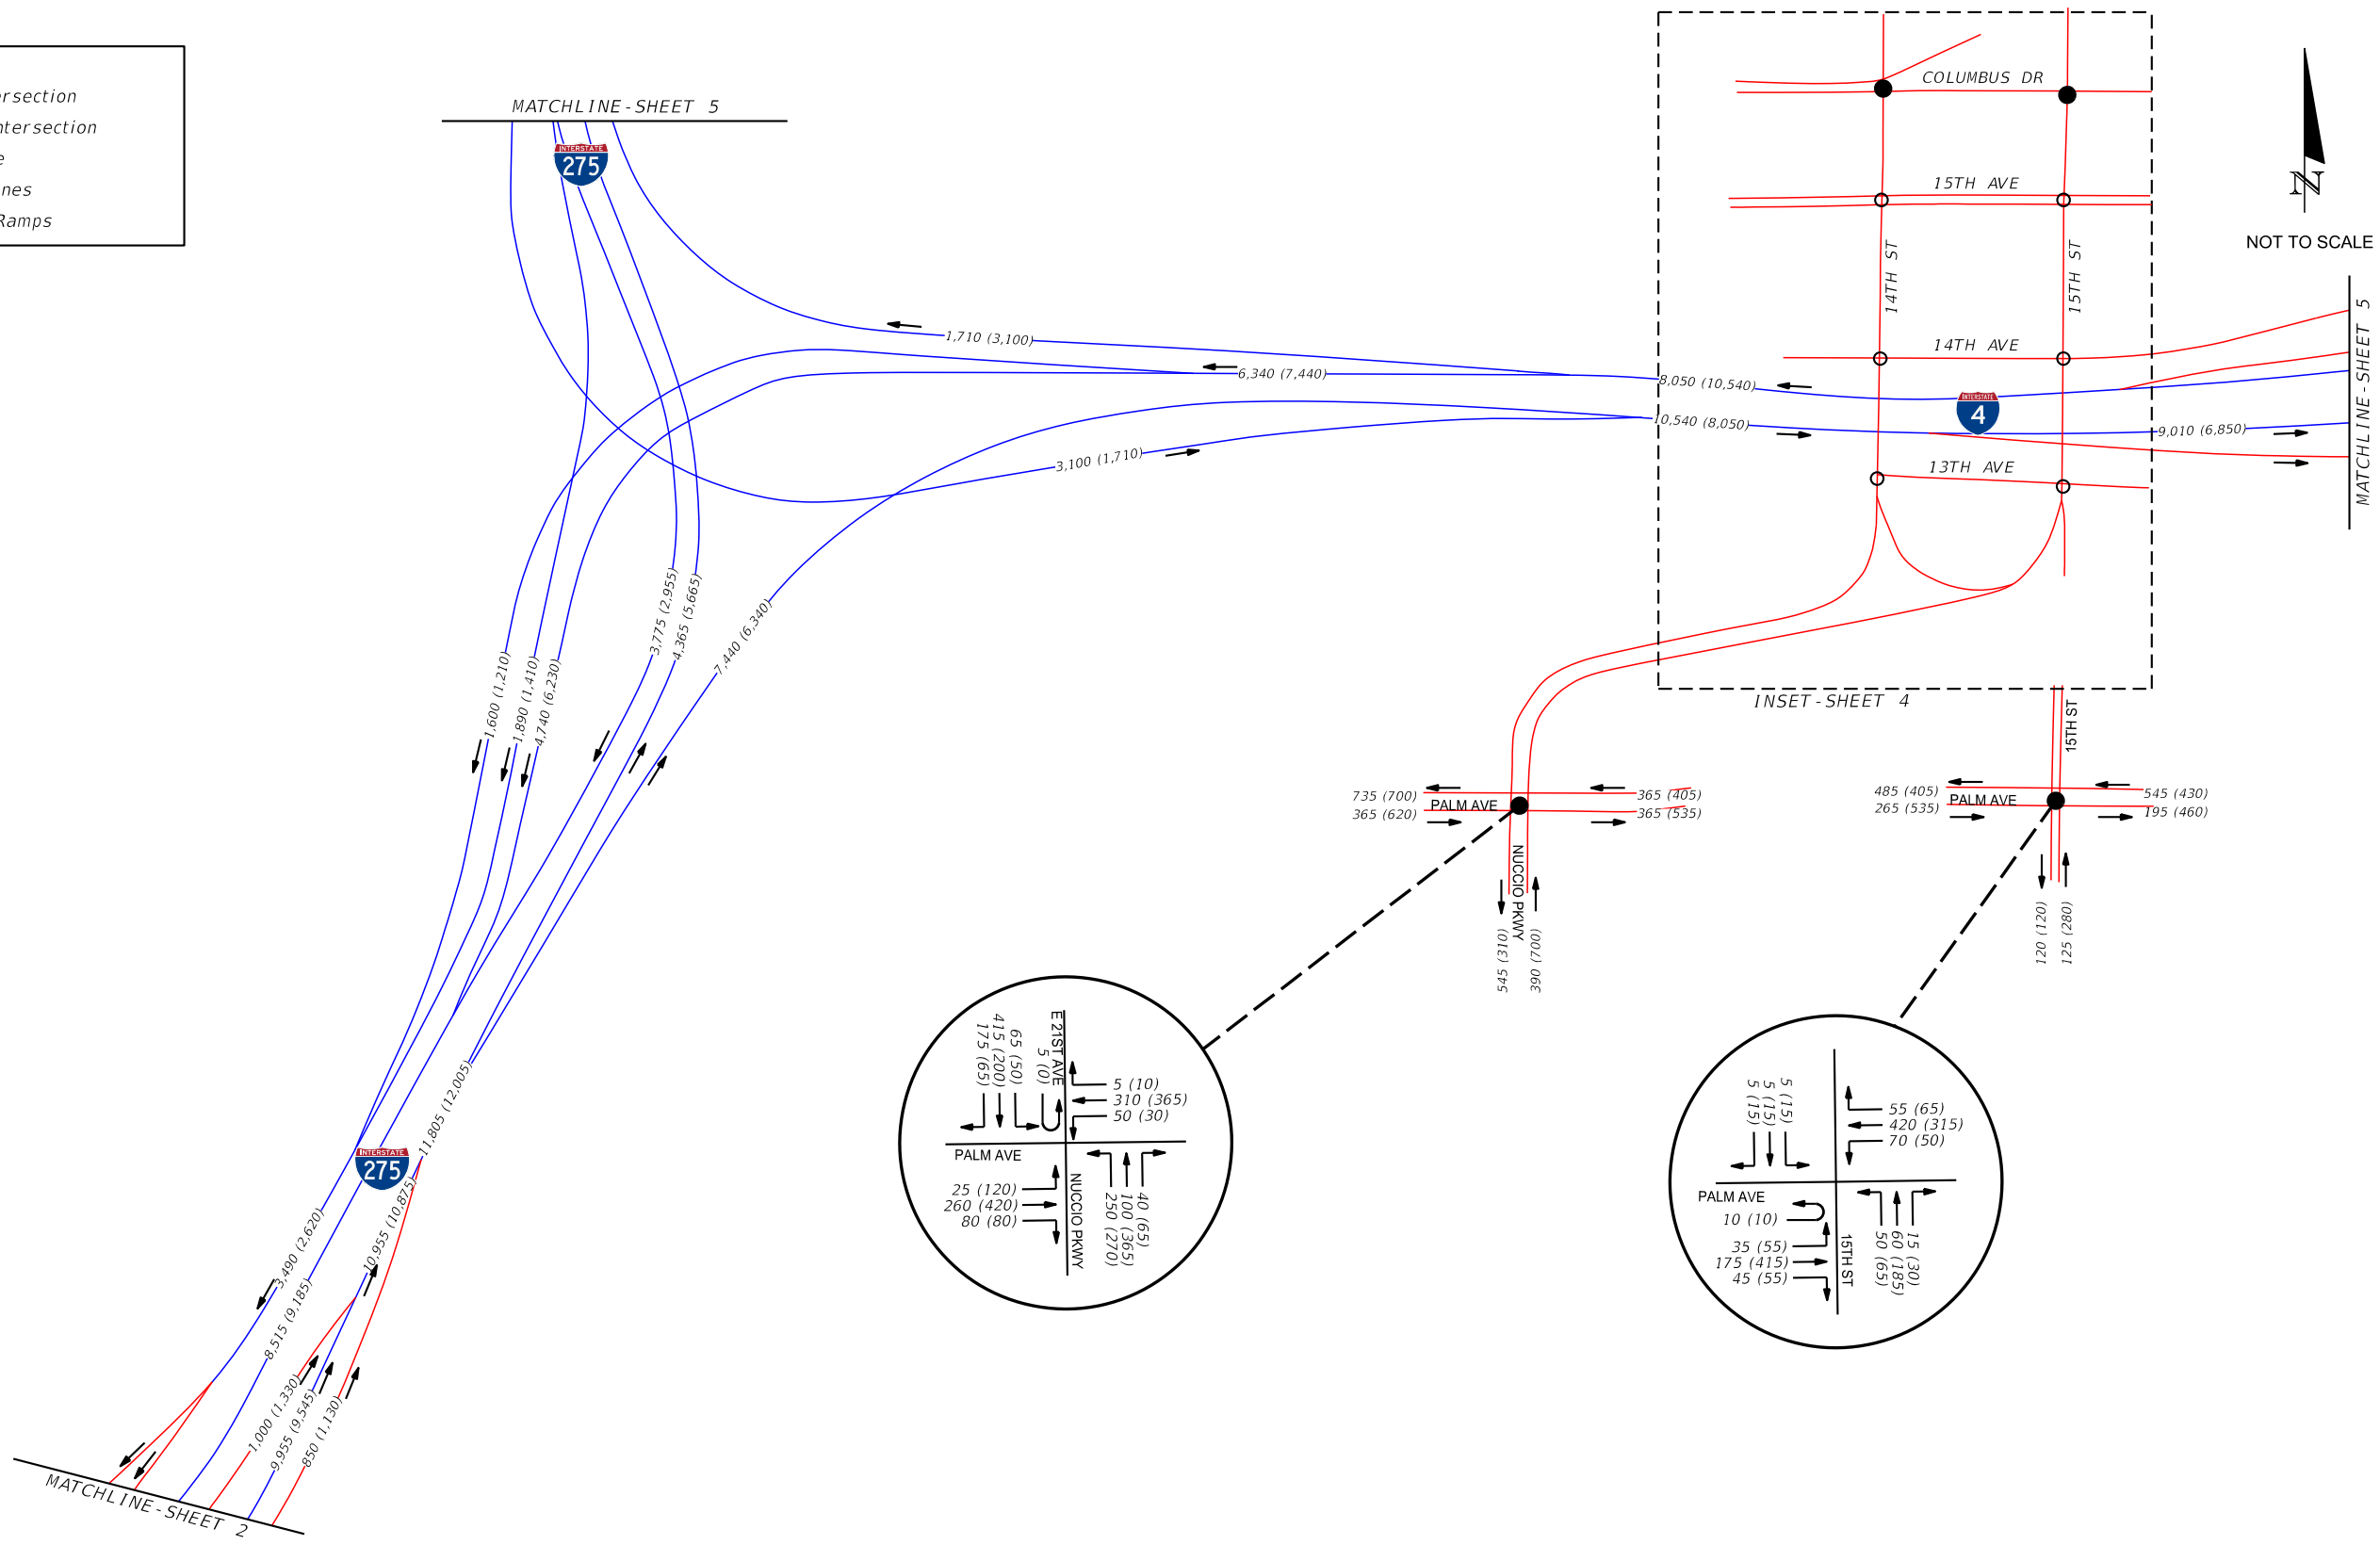 rsection
ntersection
e
nes
Ramps
MATCHLINE-SHEET 5
INTERSTATE
275
1,710 (3,100)
6,340 (7,440)
8,050 (10,540)
10,540 (8,050)
3,100 (1,710)
COLUMBUS DR
15TH AVE
14TH ST
15TH ST
14TH AVE
INTERSTATE
4
9,010 (6,850)
13TH AVE
INSET-SHEET 4
N
NOT TO SCALE
MATCHLINE-SHEET 5
3,775 (2,955)
4,365 (5,665)
7,440 (6,340)
1,600 (1,210)
1,890 (1,410)
4,740 (6,230)
735 (700)
365 (620)
PALM AVE
365 (405)
365 (535)
NUCCIO PKWY
545 (310)
390 (700)
15TH ST
485 (405)
265 (535)
PALM AVE
545 (430)
195 (460)
120 (120)
125 (280)
E 21ST AVE
175 (65)
415 (200)
65 (50)
5 (0)
5 (10)
310 (365)
50 (30)
PALM AVE
25 (120)
260 (420)
80 (80)
NUCCIO PKWY
250 (270)
100 (365)
40 (65)
5 (15)
5 (15)
5 (15)
55 (65)
420 (315)
70 (50)
PALM AVE
10 (10)
35 (55)
175 (415)
45 (55)
15TH ST
50 (65)
60 (185)
15 (30)
11,805 (12,005)
INTERSTATE
275
10,955 (10,875)
3,490 (2,620)
8,515 (9,185)
1,000 (1,330)
9,955 (9,545)
850 (1,130)
MATCHLINE-SHEET 2